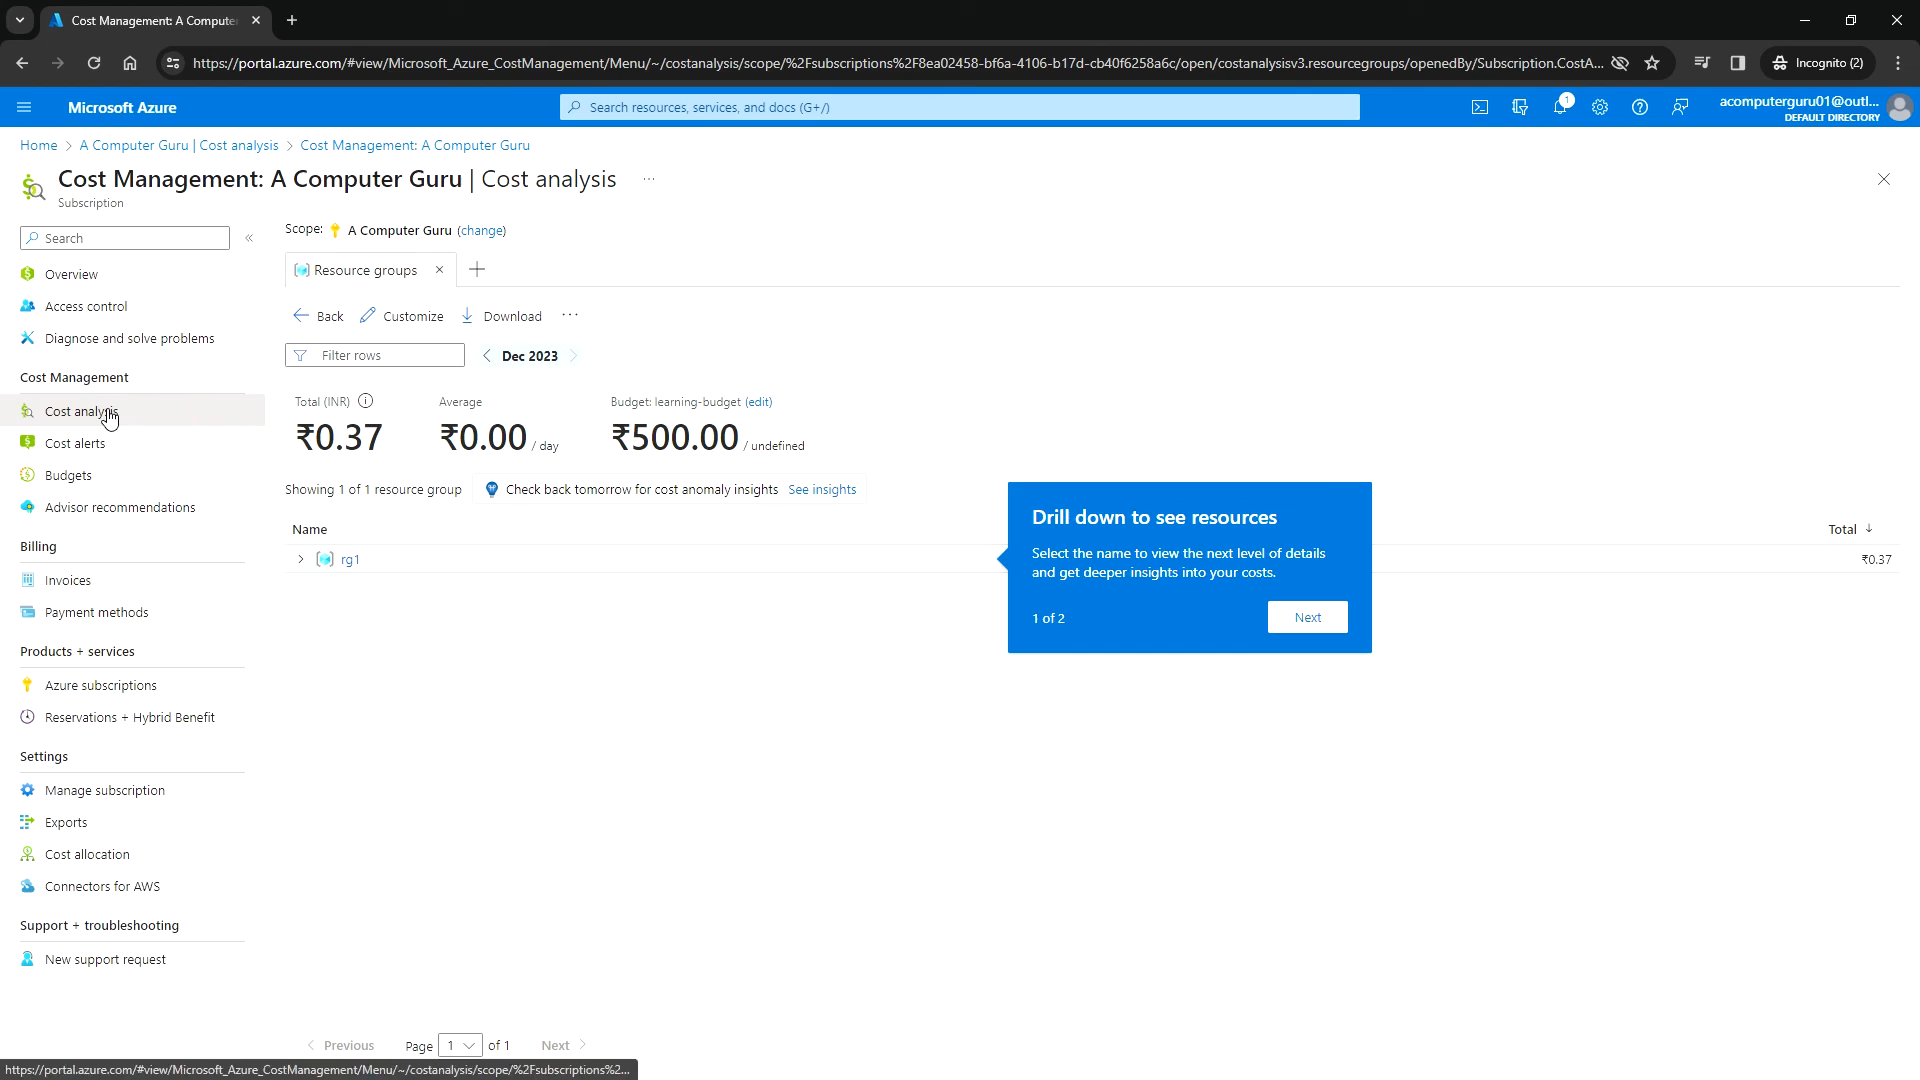 Cost Management: A Compute
https://portal.azure.com/#view/Microsoft_Azure_CostManagement/Menu/~/costanalysis/scope/%2Fsubscriptions%2F8ea02458-bf6a-4106-b17d-cb40f6258a6c/open/costanalysisv3.resourcegroups/openedBy/Subscription.CostA...
Incognito (2)
Microsoft Azure
Search resources, services, and docs (G+/)
1
acomputerguru01@outl...
DEFAULT DIRECTORY
Home > A Computer Guru | Cost analysis > Cost Management: A Computer Guru
Cost Management: A Computer Guru | Cost analysis ...
Subscription
Search
«
Overview
Access control
Diagnose and solve problems
Cost Management
Cost analysis
Cost alerts
Budgets
Advisor recommendations
Billing
Invoices
Payment methods
Products + services
Azure subscriptions
Reservations + Hybrid Benefit
Settings
Manage subscription
Exports
Cost allocation
Connectors for AWS
Support + troubleshooting
New support request
Scope: A Computer Guru (change)
Resource groups
Back Customize Download ...
Filter rows
Dec 2023
Total (INR)
₹0.37
Average
₹0.00 / day
Budget: learning-budget (edit)
₹500.00 / undefined
Showing 1 of 1 resource group
Check back tomorrow for cost anomaly insights See insights
Name
Total ↓
rg1
₹0.37
Drill down to see resources
Select the name to view the next level of details
and get deeper insights into your costs.
1 of 2
Next
< Previous Page 1 of 1 Next >
https://portal.azure.com/#view/Microsoft_Azure_CostManagement/Menu/~/costanalysis/scope/%2Fsubscriptions%2...